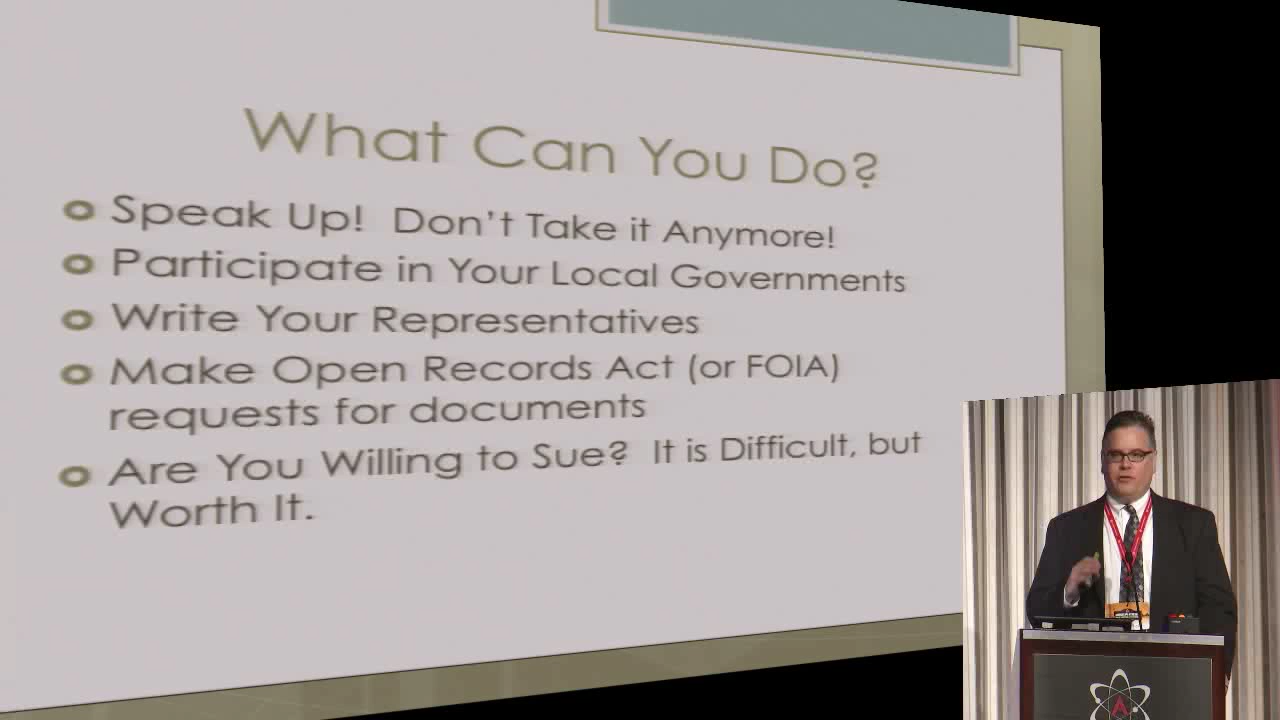 What Can You Do?
Speak Up! Don't Take it Anymore!
Participate in Your Local Governments
Write Your Representatives
Make Open Records Act (or FOIA)
requests for documents
Are You Willing to Sue? It is Difficult, but
Worth It.
A